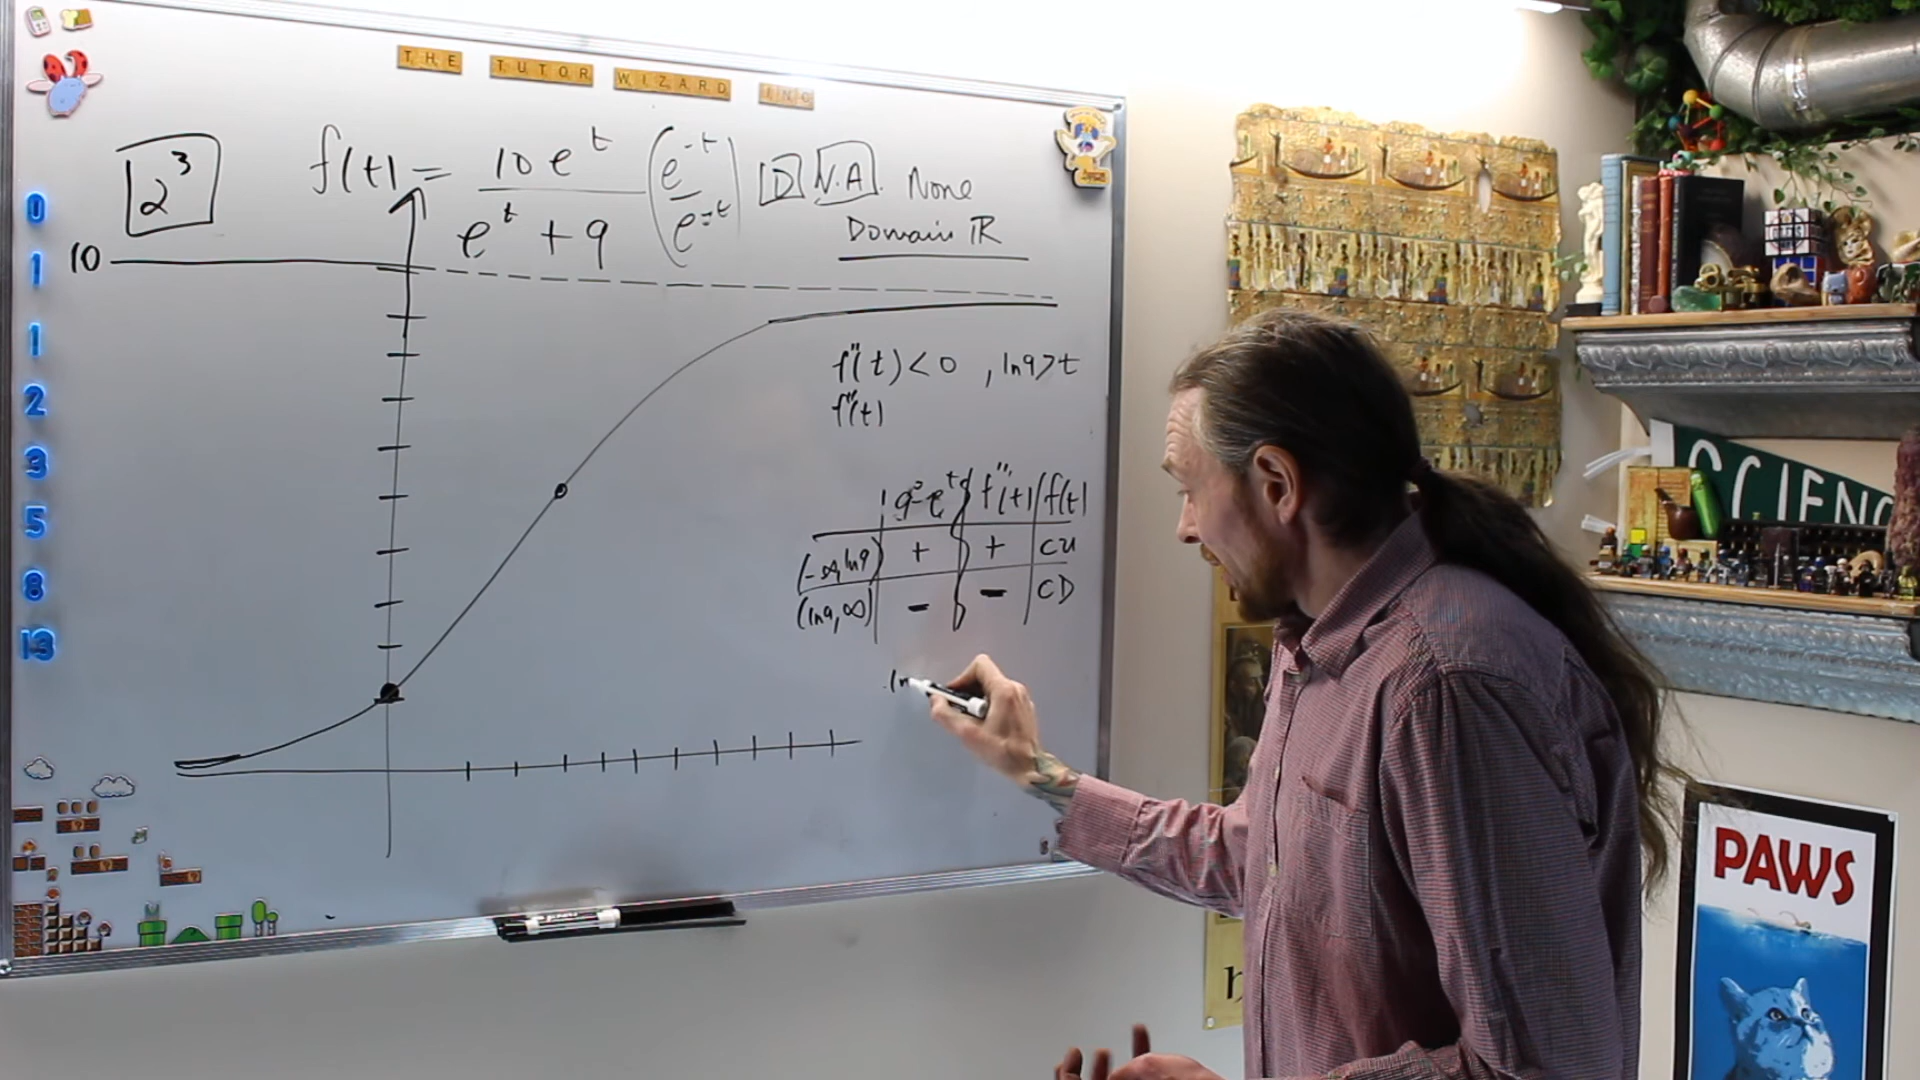 THE TUTOR WIZARD INC
2³
f(t) = 10e^t / (e^t + 9) (e^-t / e^-t)
D V.A. None
Domain ℝ
10
0
1
1
2
3
5
8
13
f''(t) < 0 , ln9 > t
f''(t)
9 - e^t f''(t) f(t)
(-∞, ln9) + + CU
(ln9, ∞) - - CD
(n
SCIENC
PAWS